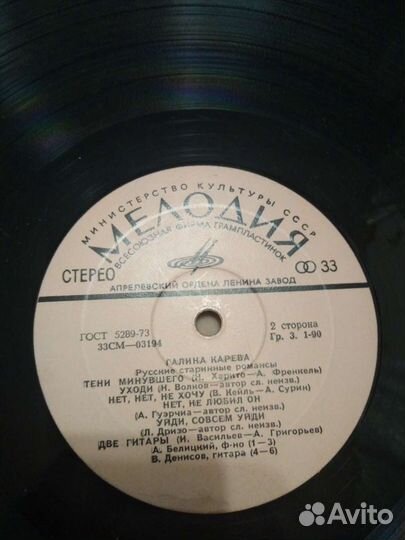 МИНИСТЕРСТВО КУЛЬТУРЫ СССР
МЕЛОДИЯ
ВСЕСОЮЗНАЯ ФИРМА ГРАМПЛАСТИНОК
СТЕРЕО
33
АПРЕЛЕВСКИЙ ОРДЕНА ЛЕНИНА ЗАВОД
ГОСТ 5289-73
33СМ—03194
2 сторона
Гр. 3. 1-90
ГАЛИНА КАРЕВА
Русские старинные романсы
ТЕНИ МИНУВШЕГО (Н. Харито—А. Френкель)
УХОДИ (Н. Волков—автор сл. неизв.)
НЕТ, НЕТ, НЕ ХОЧУ (В. Кейль—А. Сурин)
НЕТ, НЕ ЛЮБИЛ ОН
(А. Гуэрчиа—автор сл. неизв.)
УЙДИ, СОВСЕМ УЙДИ
(Л. Дризо—автор сл. неизв.)
ДВЕ ГИТАРЫ (И. Васильев—А. Григорьев)
А. Белицкий, ф-но (1—3)
В. Денисов, гитара (4—6)
Avito